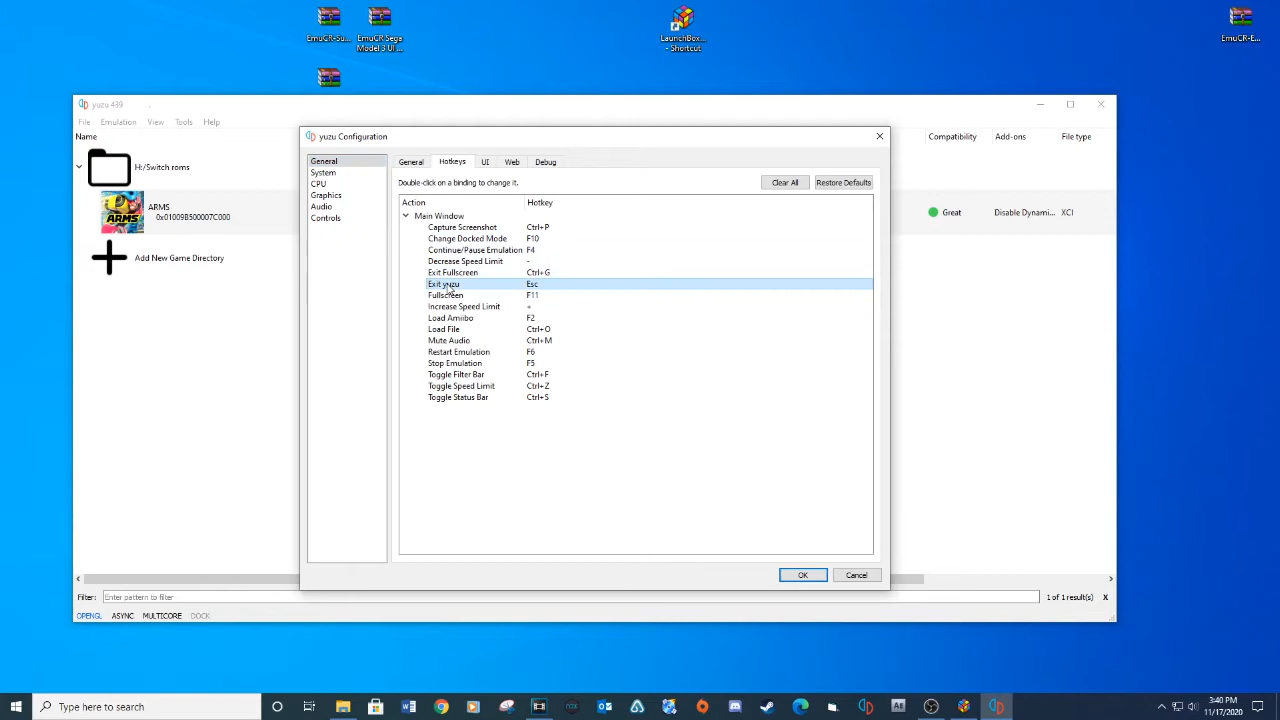 EmuCR-Su...
EmuCR Sega
Model 3 UI ...
LaunchBox...
- Shortcut
EmuCR-E...
yuzu 439
File Emulation View Tools Help
Name
Compatibility Add-ons File type
H:/Switch roms
ARMS
0x01009B500007C000
Great Disable Dynami... XCI
Add New Game Directory
yuzu Configuration
General
System
CPU
Graphics
Audio
Controls
General Hotkeys UI Web Debug
Double-click on a binding to change it.
Clear All Restore Defaults
Action Hotkey
Main Window
Capture Screenshot Ctrl+P
Change Docked Mode F10
Continue/Pause Emulation F4
Decrease Speed Limit -
Exit Fullscreen Ctrl+G
Exit yuzu Esc
Fullscreen F11
Increase Speed Limit +
Load Amiibo F2
Load File Ctrl+O
Mute Audio Ctrl+M
Restart Emulation F6
Stop Emulation F5
Toggle Filter Bar Ctrl+F
Toggle Speed Limit Ctrl+Z
Toggle Status Bar Ctrl+S
OK Cancel
Filter: Enter pattern to filter 1 of 1 result(s) X
OPENGL ASYNC MULTICORE DOCK
Type here to search
3:40 PM
11/17/2020